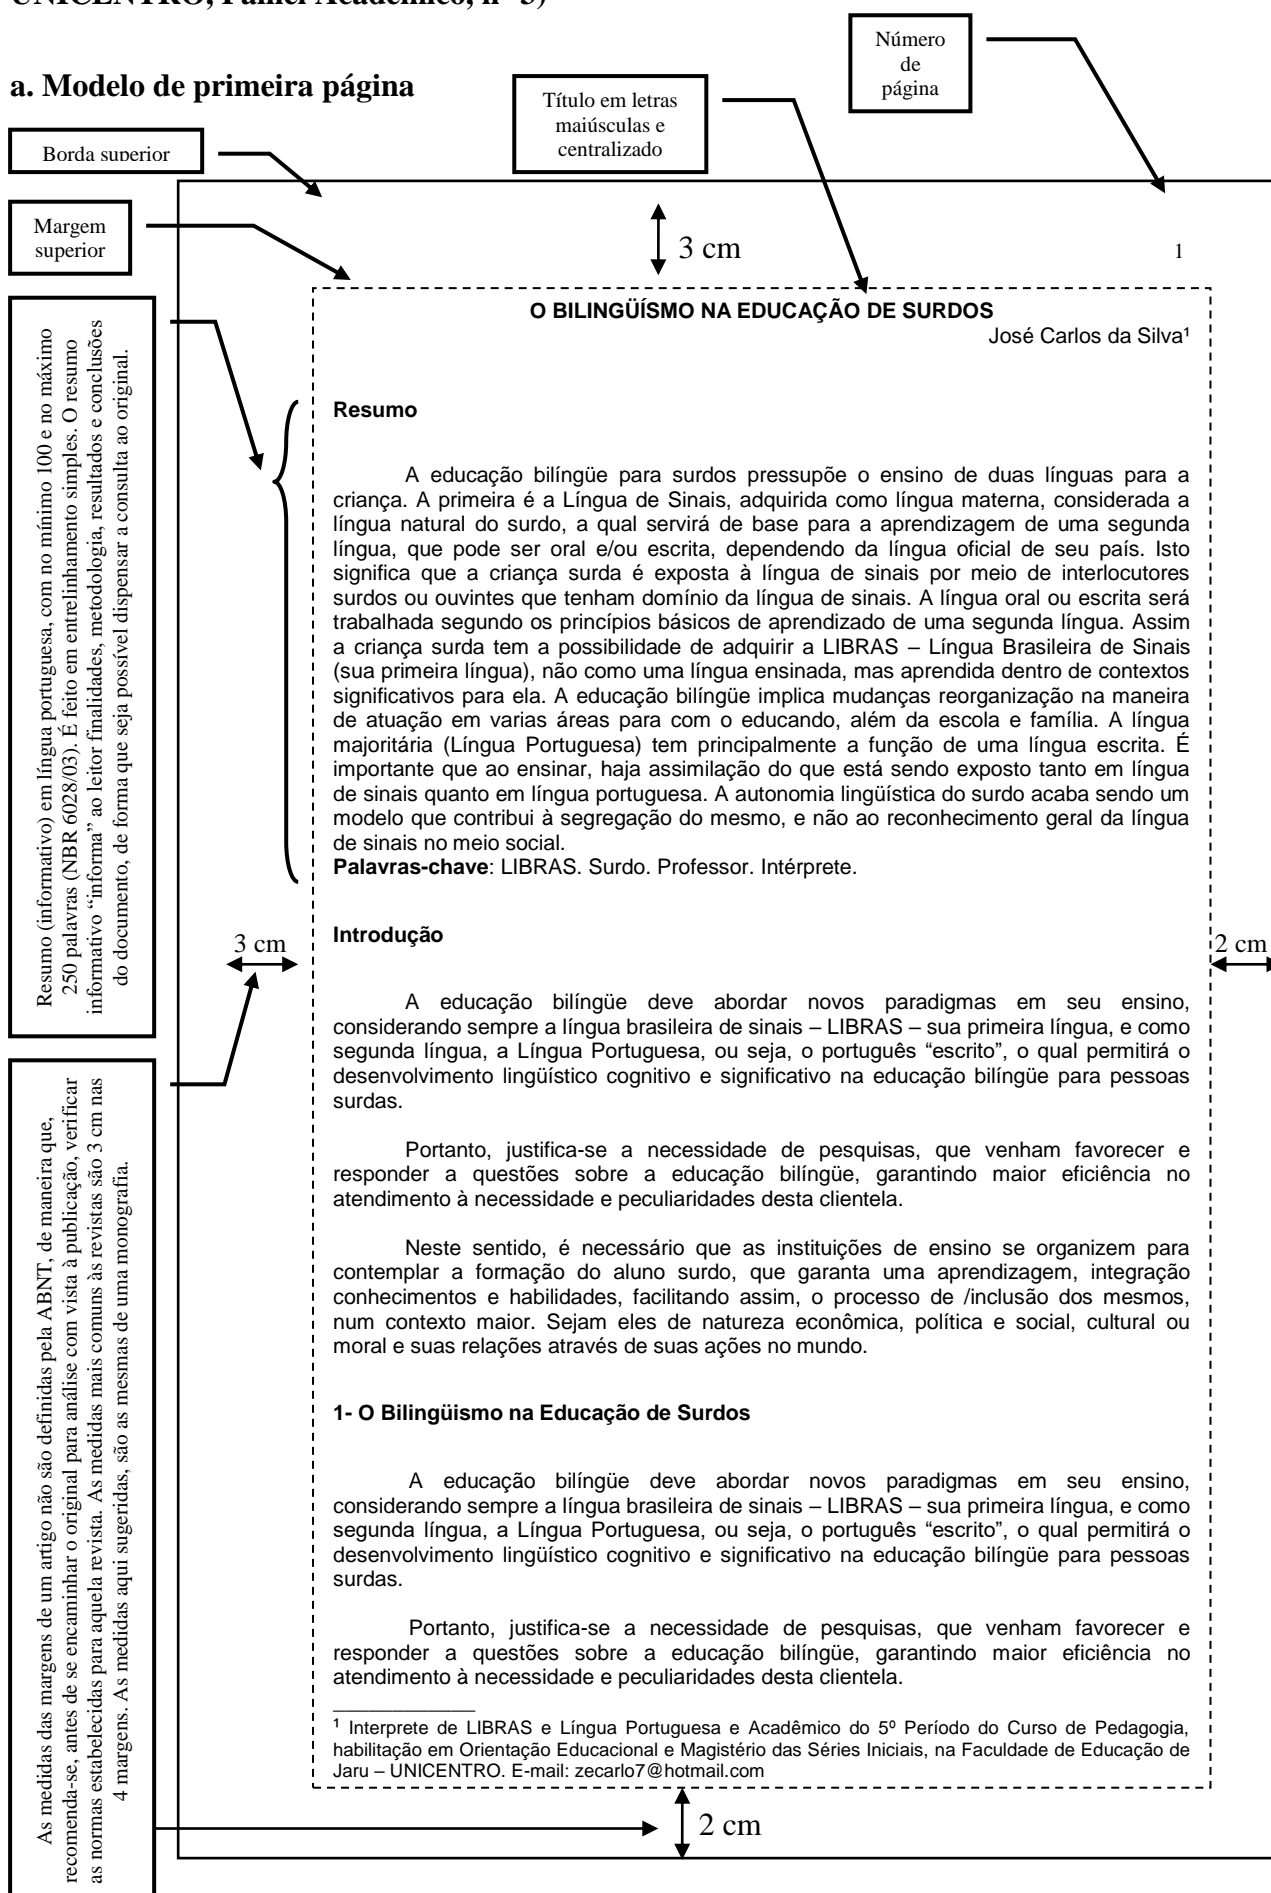 a. Modelo de primeira página
Número
de
página
Título em letras
maiúsculas e
centralizado
Borda superior
Margem
superior
3 cm
1
O BILINGÜÍSMO NA EDUCAÇÃO DE SURDOS
José Carlos da Silva¹
Resumo (informativo) em língua portuguesa, com no mínimo 100 e no máximo
250 palavras (NBR 6028/03). É feito em entrelinhamento simples. O resumo
informativo “informa” ao leitor finalidades, metodologia, resultados e conclusões
do documento, de forma que seja possível dispensar a consulta ao original.
Resumo
A educação bilíngüe para surdos pressupõe o ensino de duas línguas para a
criança. A primeira é a Língua de Sinais, adquirida como língua materna, considerada a
língua natural do surdo, a qual servirá de base para a aprendizagem de uma segunda
língua, que pode ser oral e/ou escrita, dependendo da língua oficial de seu país. Isto
significa que a criança surda é exposta à língua de sinais por meio de interlocutores
surdos ou ouvintes que tenham domínio da língua de sinais. A língua oral ou escrita será
trabalhada segundo os princípios básicos de aprendizado de uma segunda língua. Assim
a criança surda tem a possibilidade de adquirir a LIBRAS – Língua Brasileira de Sinais
(sua primeira língua), não como uma língua ensinada, mas aprendida dentro de contextos
significativos para ela. A educação bilíngüe implica mudanças reorganização na maneira
de atuação em varias áreas para com o educando, além da escola e família. A língua
majoritária (Língua Portuguesa) tem principalmente a função de uma língua escrita. É
importante que ao ensinar, haja assimilação do que está sendo exposto tanto em língua
de sinais quanto em língua portuguesa. A autonomia lingüística do surdo acaba sendo um
modelo que contribui à segregação do mesmo, e não ao reconhecimento geral da língua
de sinais no meio social.
Palavras-chave: LIBRAS. Surdo. Professor. Intérprete.
3 cm
2 cm
Introdução
A educação bilíngüe deve abordar novos paradigmas em seu ensino,
considerando sempre a língua brasileira de sinais – LIBRAS – sua primeira língua, e como
segunda língua, a Língua Portuguesa, ou seja, o português “escrito”, o qual permitirá o
desenvolvimento lingüístico cognitivo e significativo na educação bilíngüe para pessoas
surdas.
Portanto, justifica-se a necessidade de pesquisas, que venham favorecer e
responder a questões sobre a educação bilíngüe, garantindo maior eficiência no
atendimento à necessidade e peculiaridades desta clientela.
Neste sentido, é necessário que as instituições de ensino se organizem para
contemplar a formação do aluno surdo, que garanta uma aprendizagem, integração
conhecimentos e habilidades, facilitando assim, o processo de /inclusão dos mesmos,
num contexto maior. Sejam eles de natureza econômica, política e social, cultural ou
moral e suas relações através de suas ações no mundo.
As medidas das margens de um artigo não são definidas pela ABNT, de maneira que,
recomenda-se, antes de se encaminhar o original para análise com vista à publicação, verificar
as normas estabelecidas para aquela revista. As medidas mais comuns às revistas são 3 cm nas
4 margens. As medidas aqui sugeridas, são as mesmas de uma monografia.
1- O Bilingüismo na Educação de Surdos
A educação bilíngüe deve abordar novos paradigmas em seu ensino,
considerando sempre a língua brasileira de sinais – LIBRAS – sua primeira língua, e como
segunda língua, a Língua Portuguesa, ou seja, o português “escrito”, o qual permitirá o
desenvolvimento lingüístico cognitivo e significativo na educação bilíngüe para pessoas
surdas.
Portanto, justifica-se a necessidade de pesquisas, que venham favorecer e
responder a questões sobre a educação bilíngüe, garantindo maior eficiência no
atendimento à necessidade e peculiaridades desta clientela.
¹ Interprete de LIBRAS e Língua Portuguesa e Acadêmico do 5º Período do Curso de Pedagogia,
habilitação em Orientação Educacional e Magistério das Séries Iniciais, na Faculdade de Educação de
Jaru – UNICENTRO. E-mail: zecarlo7@hotmail.com
2 cm